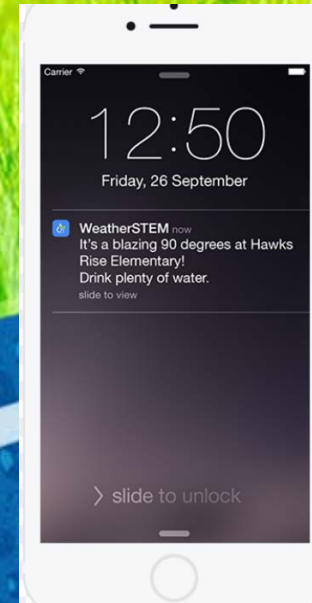 Carrier
12:50
Friday, 26 September
WeatherSTEM now
It's a blazing 90 degrees at Hawks
Rise Elementary!
Drink plenty of water.
slide to view
> slide to unlock